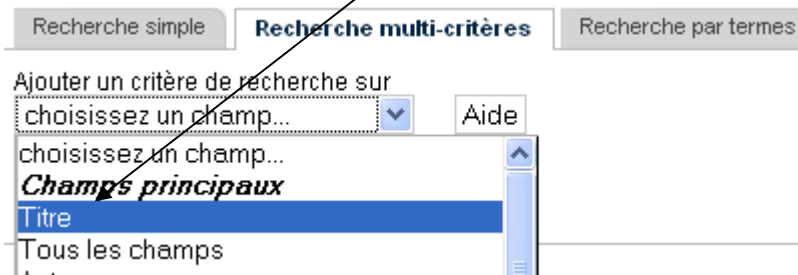 Recherche simple Recherche multi-critères Recherche par termes
Ajouter un critère de recherche sur
choisissez un champ... Aide
choisissez un champ...
Champs principaux
Titre
Tous les champs